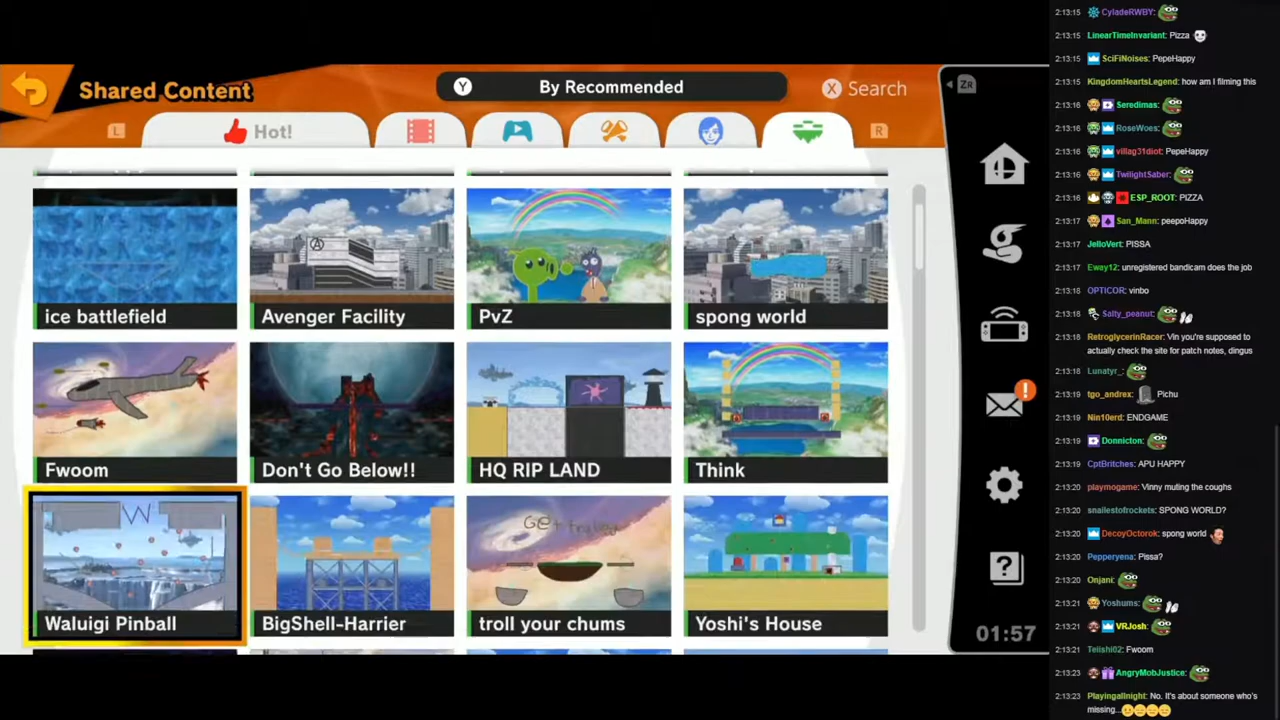 Shared Content
Y
By Recommended
X Search
ZR
L
Hot!
R
ice battlefield
Avenger Facility
PvZ
spong world
Fwoom
Don't Go Below!!
HQ RIP LAND
Think
W
Get trolled
Waluigi Pinball
BigShell-Harrier
troll your chums
Yoshi's House
01:57
2:13:15 CyladeRWBY:
2:13:15 LinearTimeInvariant: Pizza
2:13:15 SciFiNoises: PepeHappy
2:13:15 KingdomHeartsLegend: how am I filming this
2:13:16 Seredimas:
2:13:16 RoseWoes:
2:13:16 villag31diot: PepeHappy
2:13:16 TwilightSaber:
2:13:16 ESP_ROOT: PIZZA
2:13:17 San_Mann: peepoHappy
2:13:17 JelloVert: PISSA
2:13:17 Eway12: unregistered bandicam does the job
2:13:18 OPTICOR: vinbo
2:13:18 Salty_peanut:
2:13:18 RetroglycerinRacer: Vin you're supposed to
actually check the site for patch notes, dingus
2:13:18 Lunatyr_:
2:13:19 tgo_andrex: Pichu
2:13:19 Nin10erd: ENDGAME
2:13:19 Donnicton:
2:13:19 CptBritches: APU HAPPY
2:13:20 playmogame: Vinny muting the coughs
2:13:20 snailestofrockets: SPONG WORLD?
2:13:20 DecoyOctorok: spong world
2:13:20 Pepperyena: Pissa?
2:13:20 Onjani:
2:13:21 Yoshums:
2:13:21 VRJosh:
2:13:21 Teiishi02: Fwoom
2:13:23 AngryMobJustice:
2:13:23 Playingallnight: No. It's about someone who's
missing...